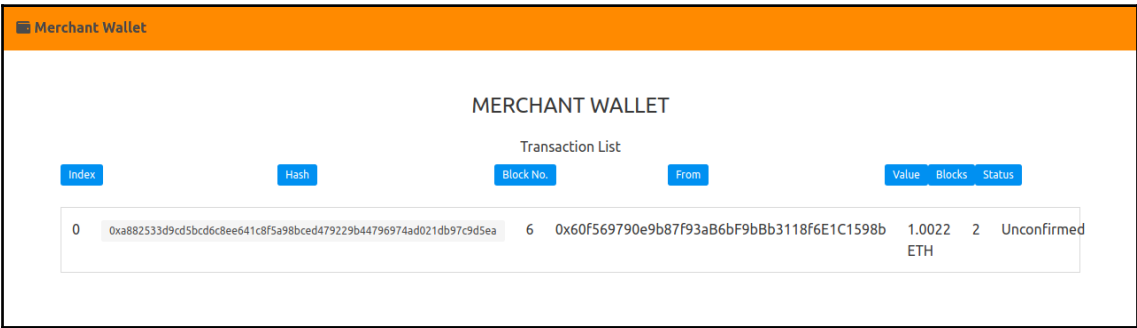 Merchant Wallet
MERCHANT WALLET
Transaction List
Index Hash Block No. From Value Blocks Status
0 0xa882533d9cd5bcd6c8ee641c8f5a98bced479229b44796974ad021db97c9d5ea 6 0x60f569790e9b87f93aB6bF9bBb3118f6E1C1598b 1.0022 2 Unconfirmed
ETH